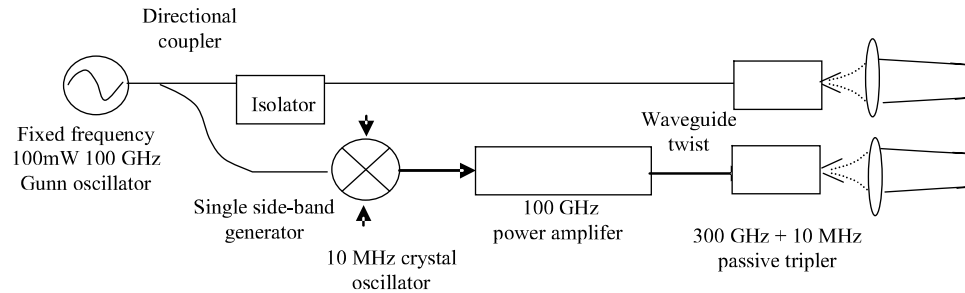 Directional
coupler
Isolator
Fixed frequency
100mW 100 GHz
Gunn oscillator
Waveguide
twist
Single side-band
generator
10 MHz crystal
oscillator
100 GHz
power amplifer
300 GHz + 10 MHz
passive tripler